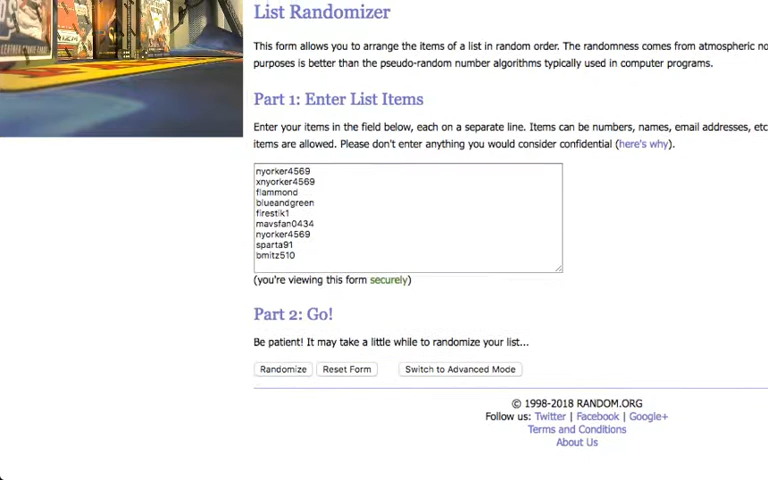 List Randomizer
This form allows you to arrange the items of a list in random order. The randomness comes from atmospheric no
purposes is better than the pseudo-random number algorithms typically used in computer programs.
Part 1: Enter List Items
Enter your items in the field below, each on a separate line. Items can be numbers, names, email addresses, etc
items are allowed. Please don't enter anything you would consider confidential (here's why).
nyorker4569
xnyorker4569
flammond
blueandgreen
firestik1
mavsfan0434
nyorker4569
sparta91
bmitz510
(you're viewing this form securely)
Part 2: Go!
Be patient! It may take a little while to randomize your list...
Randomize Reset Form Switch to Advanced Mode
© 1998-2018 RANDOM.ORG
Follow us: Twitter | Facebook | Google+
Terms and Conditions
About Us